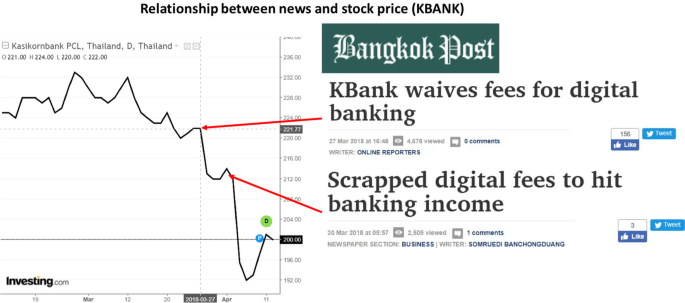 Relationship between news and stock price (KBANK)
Kasikornbank PCL, Thailand, D, Thailand
O 221.00 H 224.00 L 220.00 C 222.00
240.00
236.00
232.00
228.00
224.00
221.77
216.00
212.00
208.00
204.00
200.00
196.00
192.00
D
P
Investing.com
19
Mar
12
20
2018-03-27
Apr
11
Bangkok Post
KBank waives fees for digital
banking
27 Mar 2018 at 16:48 4,678 viewed 0 comments
WRITER: ONLINE REPORTERS
156
Like
Tweet
Scrapped digital fees to hit
banking income
30 Mar 2018 at 05:57 2,505 viewed 1 comments
NEWSPAPER SECTION: BUSINESS | WRITER: SOMRUEDI BANCHONGDUANG
3
Like
Tweet